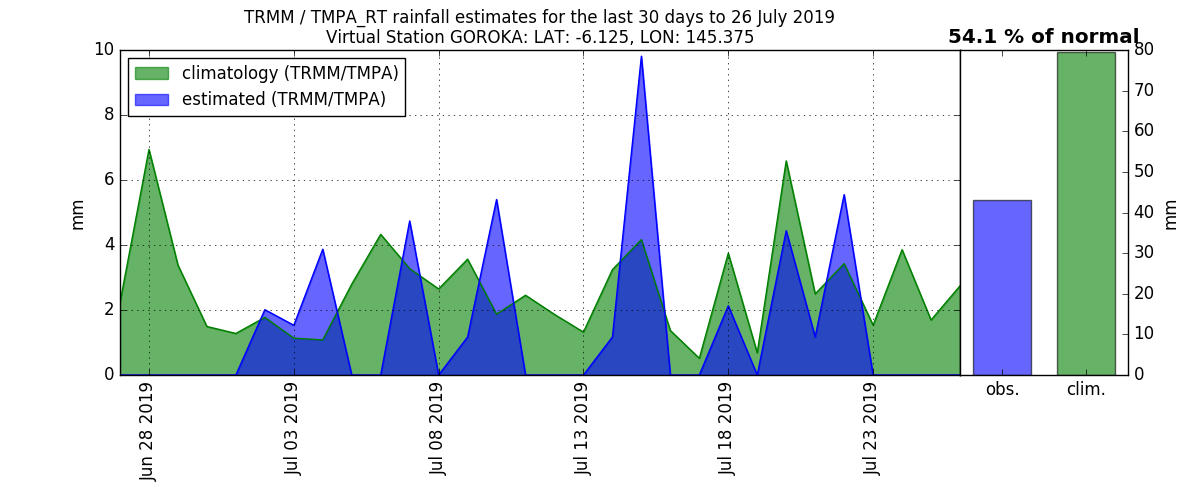 TRMM / TMPA_RT rainfall estimates for the last 30 days to 26 July 2019
Virtual Station GOROKA: LAT: -6.125, LON: 145.375
54.1 % of normal
climatology (TRMM/TMPA)
estimated (TRMM/TMPA)
mm
10
8
6
4
2
0
Jun 28 2019
Jul 03 2019
Jul 08 2019
Jul 13 2019
Jul 18 2019
Jul 23 2019
80
70
60
50
40
30
20
10
0
mm
obs.
clim.